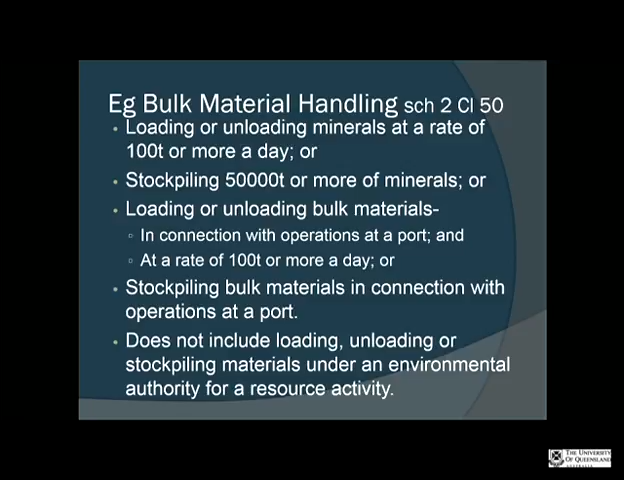 Eg Bulk Material Handling sch 2 Cl 50
• Loading or unloading minerals at a rate of
100t or more a day; or
• Stockpiling 50000t or more of minerals; or
• Loading or unloading bulk materials-
▫ In connection with operations at a port; and
▫ At a rate of 100t or more a day; or
• Stockpiling bulk materials in connection with
operations at a port.
• Does not include loading, unloading or
stockpiling materials under an environmental
authority for a resource activity.
THE UNIVERSITY
OF QUEENSLAND
AUSTRALIA